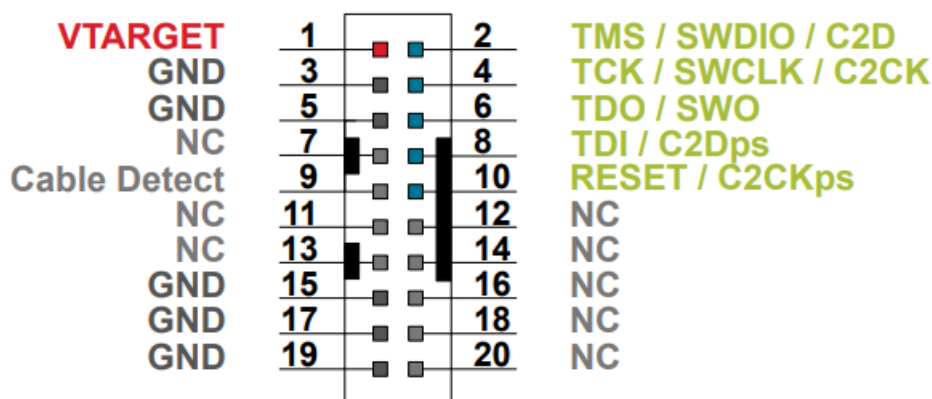 VTARGET 1 2 TMS / SWDIO / C2D
GND 3 4 TCK / SWCLK / C2CK
GND 5 6 TDO / SWO
NC 7 8 TDI / C2Dps
Cable Detect 9 10 RESET / C2CKps
NC 11 12 NC
NC 13 14 NC
GND 15 16 NC
GND 17 18 NC
GND 19 20 NC